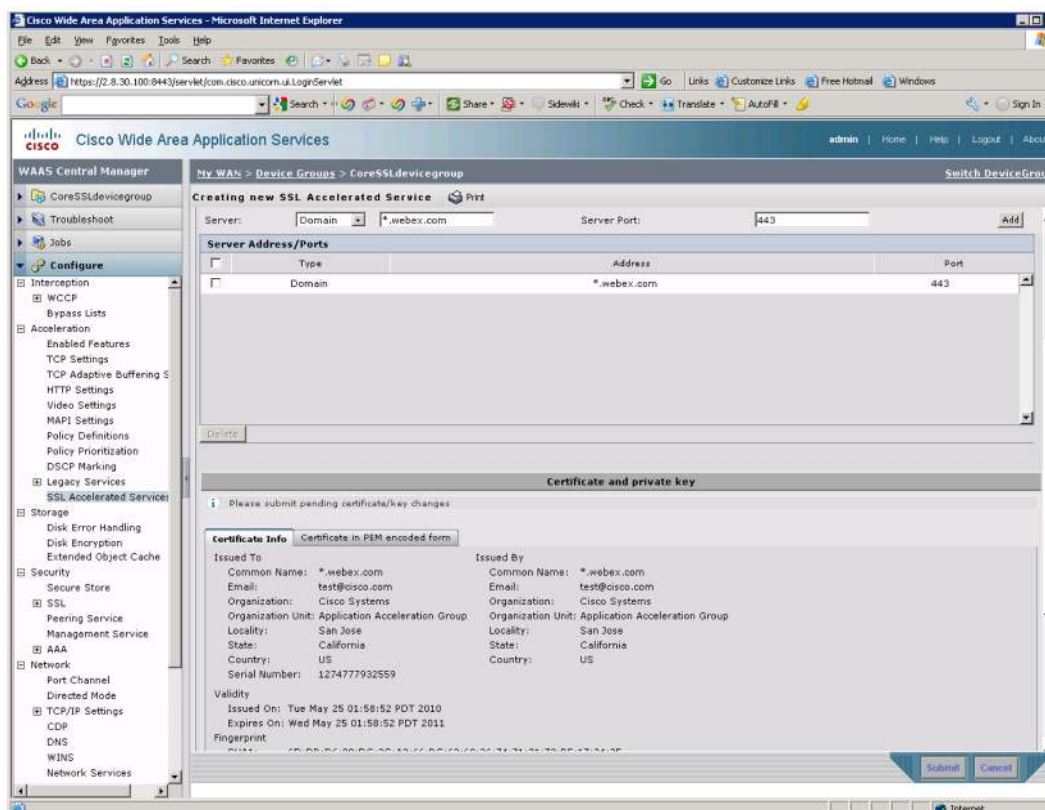 Cisco Wide Area Application Services - Microsoft Internet Explorer
File Edit View Favorites Tools Help
Back Search Favorites
Address https://2.8.30.100:8443/servlet/com.cisco.unicorn.ui.LoginServlet Go Links Customize Links Free Hotmail Windows
Google Search Share Sidewiki Check Translate AutoFill Sign In
cisco Cisco Wide Area Application Services admin | Home | Help | Logout | Abou
WAAS Central Manager
CoreSSLdevicegroup
Troubleshoot
Jobs
Configure
Interception
WCCP
Bypass Lists
Acceleration
Enabled Features
TCP Settings
TCP Adaptive Buffering S
HTTP Settings
Video Settings
MAPI Settings
Policy Definitions
Policy Prioritization
DSCP Marking
Legacy Services
SSL Accelerated Services
Storage
Disk Error Handling
Disk Encryption
Extended Object Cache
Security
Secure Store
SSL
Peering Service
Management Service
AAA
Network
Port Channel
Directed Mode
TCP/IP Settings
CDP
DNS
WINS
Network Services
My WAN > Device Groups > CoreSSLdevicegroup Switch DeviceGrou
Creating new SSL Accelerated Service Print
Server: Domain *.webex.com Server Port: 443 Add
Server Address/Ports
Type Address Port
Domain *.webex.com 443
Delete
Certificate and private key
i Please submit pending certificate/key changes
Certificate Info Certificate in PEM encoded form
Issued To Issued By
Common Name: *.webex.com Common Name: *.webex.com
Email: test@cisco.com Email: test@cisco.com
Organization: Cisco Systems Organization: Cisco Systems
Organization Unit: Application Acceleration Group Organization Unit: Application Acceleration Group
Locality: San Jose Locality: San Jose
State: California State: California
Country: US Country: US
Serial Number: 1274777932559
Validity
Issued On: Tue May 25 01:58:52 PDT 2010
Expires On: Wed May 25 01:58:52 PDT 2011
Fingerprint
Submit Cancel
Internet